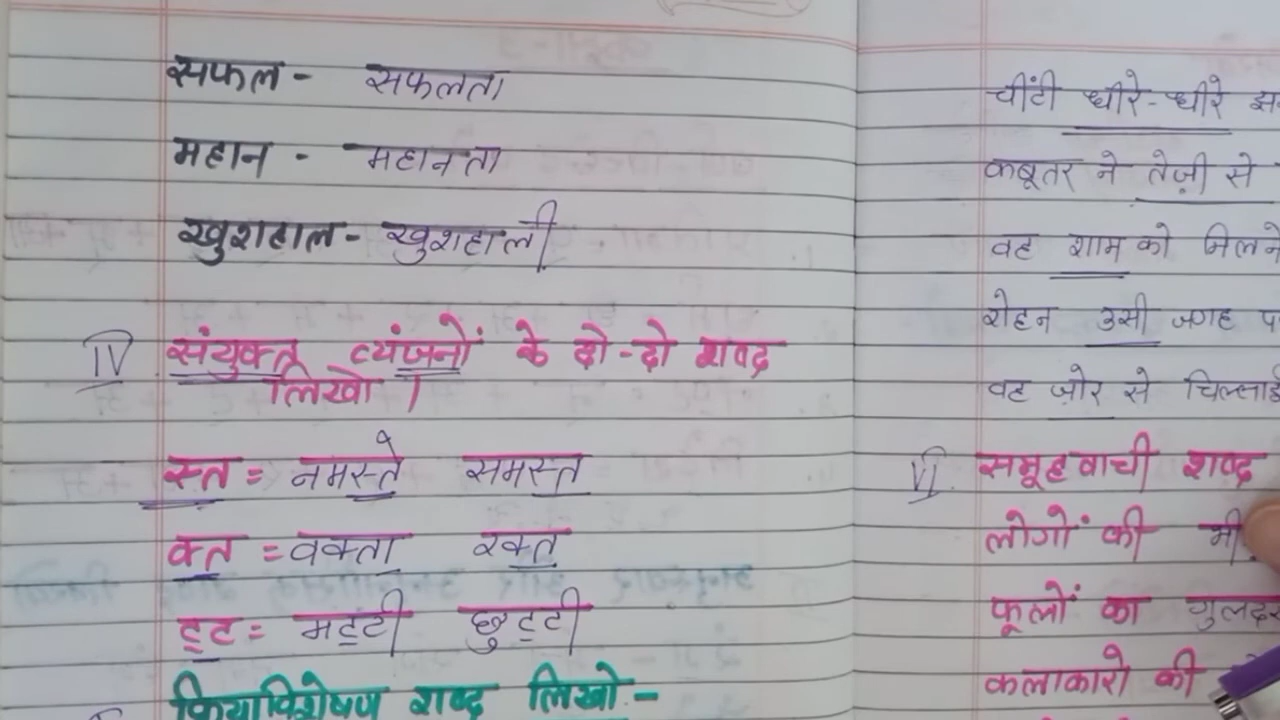 सफल - सफलता
महान - महानता
खुशहाल - खुशहाली
IV संयुक्त व्यंजनों के दो-दो शब्द
लिखो ।
स्त = नमस्ते समस्त
क्त = वक्ता रक्त
ट्ट = मट्टी छुट्टी
क्रियाविशेषण शब्द लिखो -
चींटी धीरे-धीरे
कबूतर ने तेज़ी से
वह शाम को मिलने
रोहन उसी जगह
वह ज़ोर से चिल्लाई
VI समूहवाची शब्द
लोगों की
फूलों का
कलाकारो की